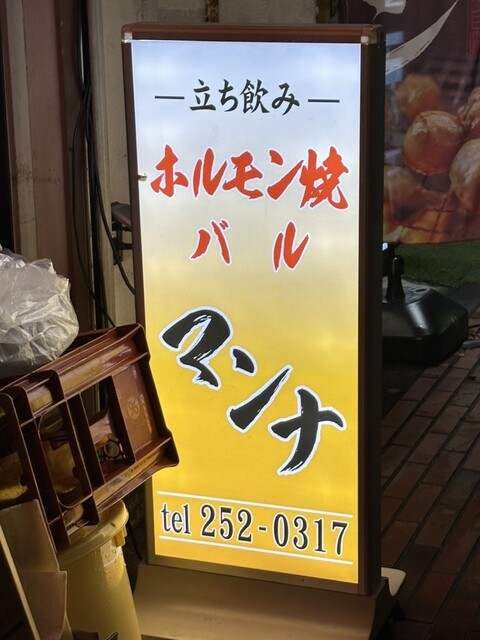 ―立ち飲み―
ホルモン焼
バル
マンナ
tel 252-0317